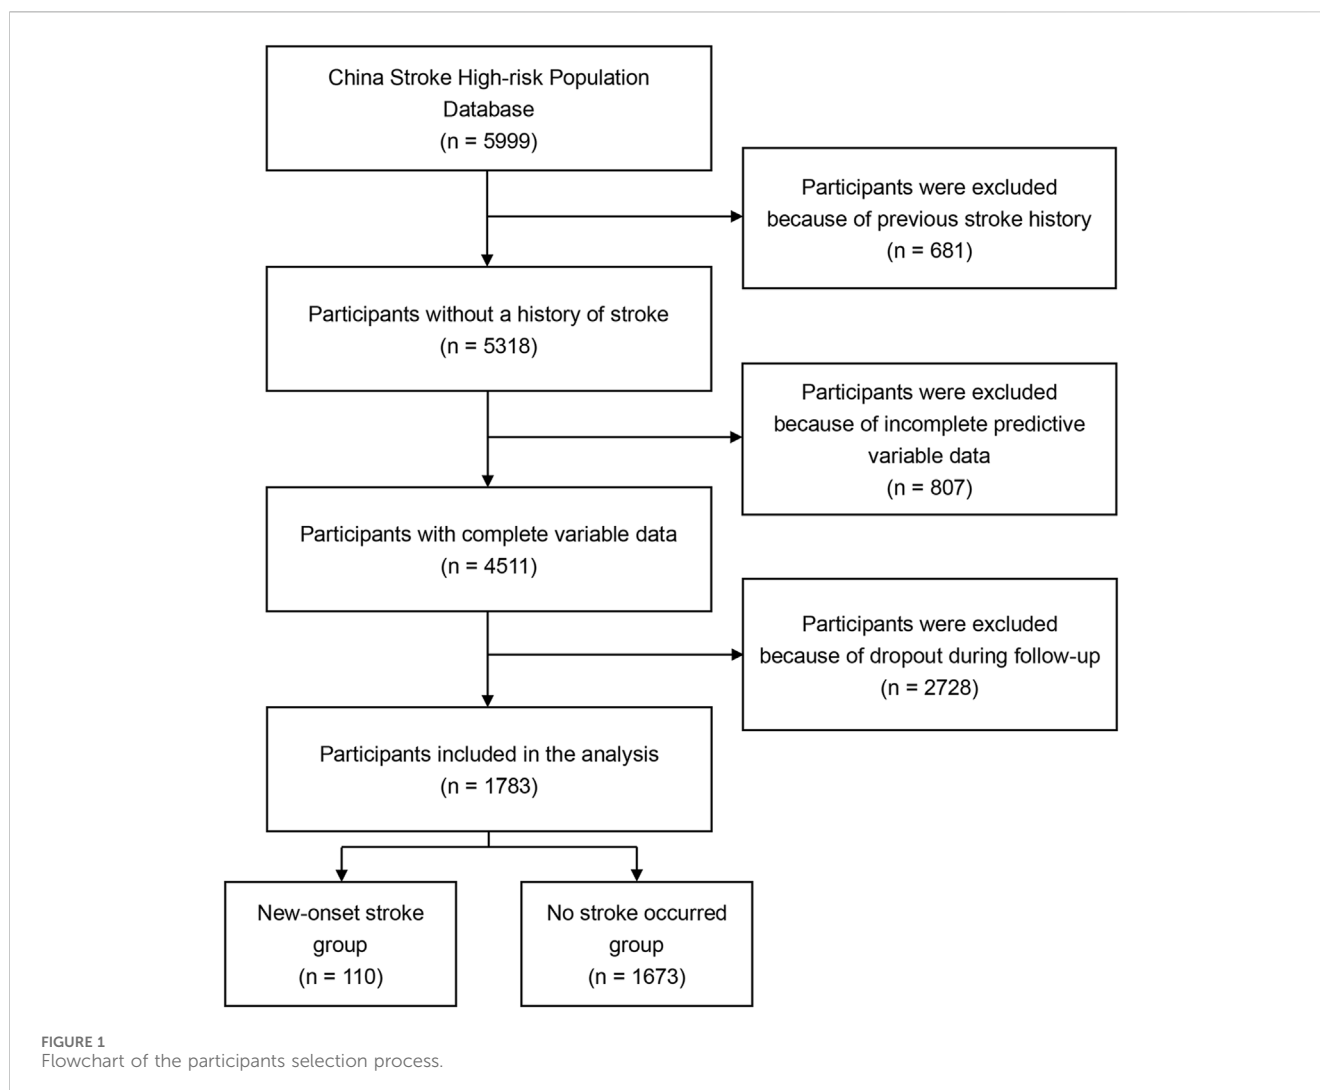 China Stroke High-risk Population
Database
(n = 5999)
Participants were excluded
because of previous stroke history
(n = 681)
Participants without a history of stroke
(n = 5318)
Participants were excluded
because of incomplete predictive
variable data
(n = 807)
Participants with complete variable data
(n = 4511)
Participants were excluded
because of dropout during follow-up
(n = 2728)
Participants included in the analysis
(n = 1783)
New-onset stroke
group
(n = 110)
No stroke occurred
group
(n = 1673)
FIGURE 1
Flowchart of the participants selection process.